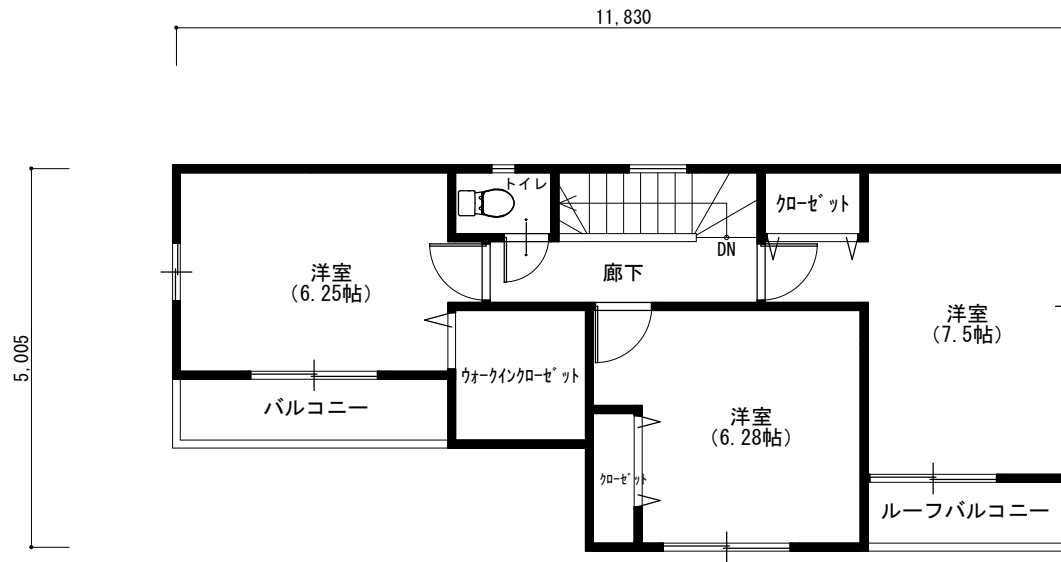 11,830
トイレ
クローゼット
DN
廊下
洋室
(6.25帖)
洋室
(7.5帖)
5,005
ウォークインクローゼット
バルコニー
洋室
(6.28帖)
クローゼット
ルーフバルコニー